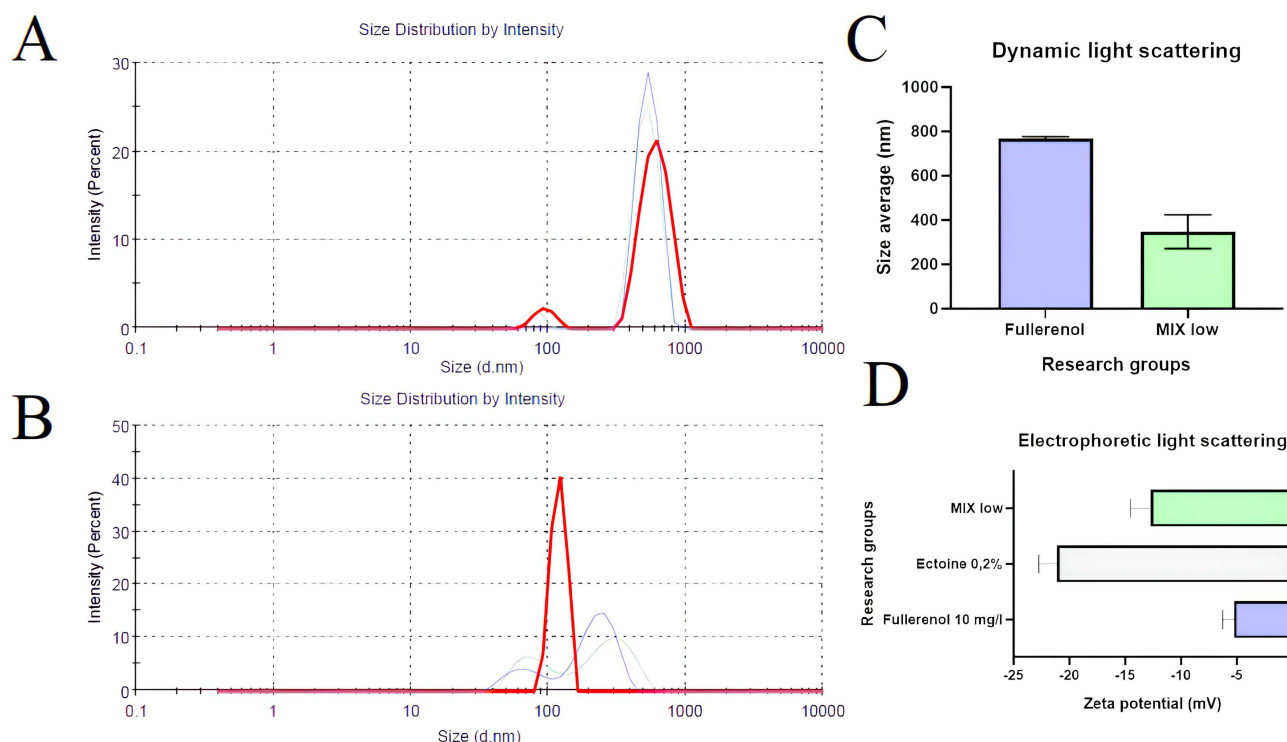 A
Size Distribution by Intensity
Intensity (Percent)
30
20
10
0
0.1 1 10 100 1000 10000
Size (d.nm)
B
Size Distribution by Intensity
Intensity (Percent)
50
40
30
20
10
0
0.1 1 10 100 1000 10000
Size (d.nm)
C
Dynamic light scattering
Size average (nm)
1000
800
600
400
200
0
Fullerenol MIX low
Research groups
D
Electrophoretic light scattering
Research groups
MIX low
Ectoine 0,2%
Fullerenol 10 mg/l
-25 -20 -15 -10 -5
Zeta potential (mV)